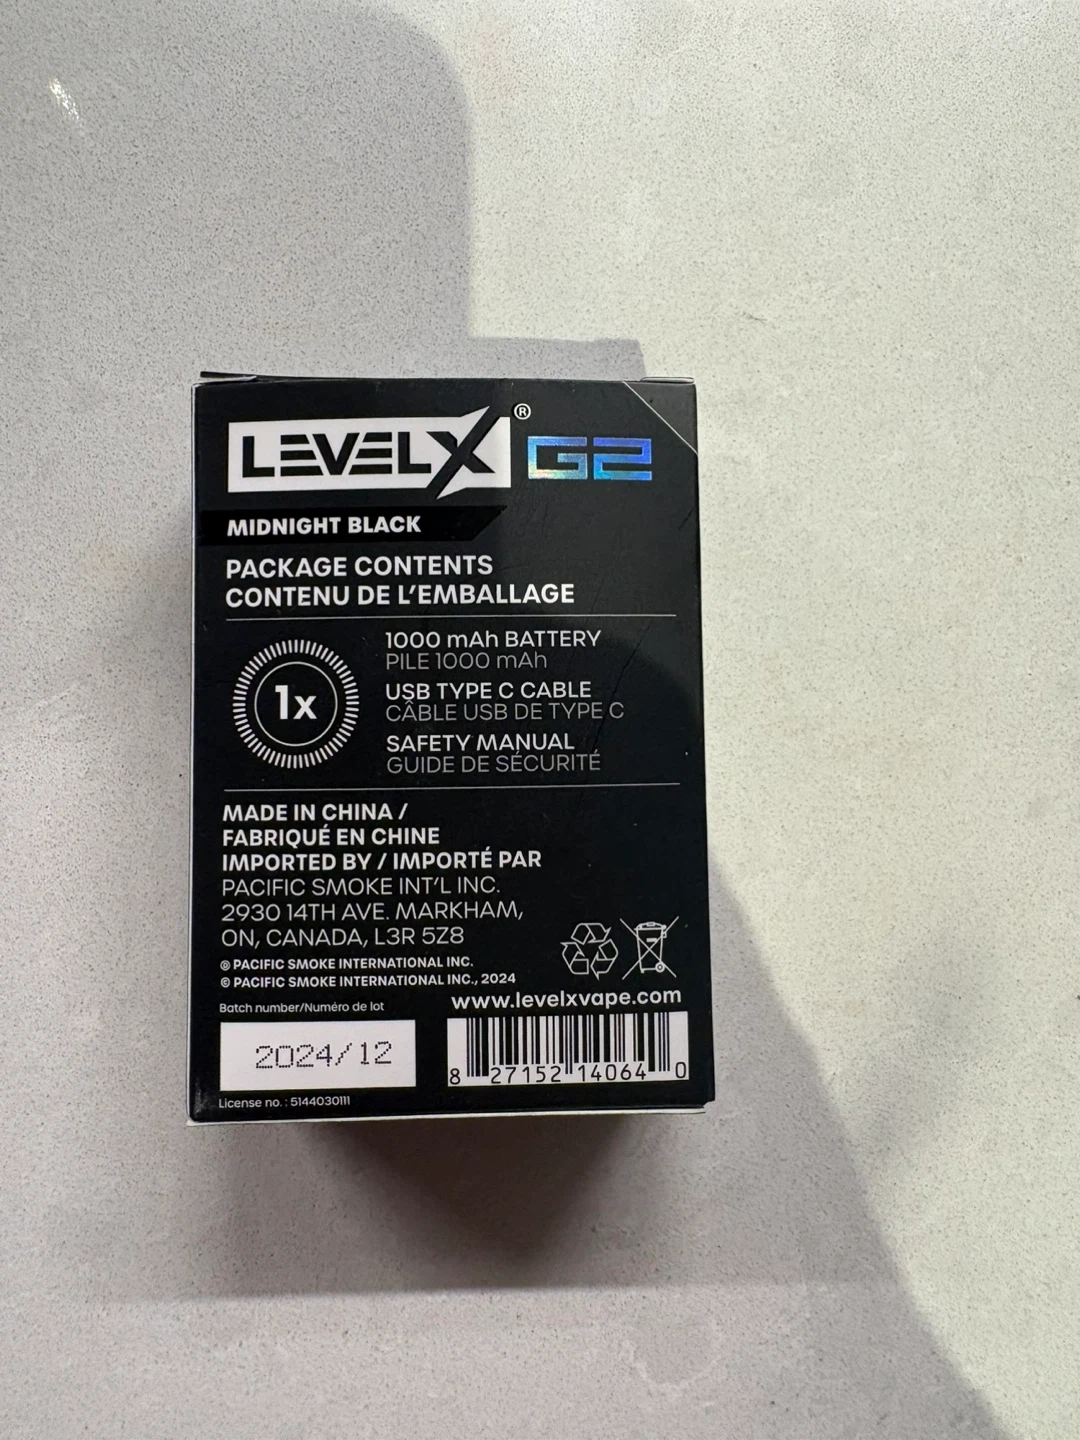 LEVELX® G2
MIDNIGHT BLACK
PACKAGE CONTENTS
CONTENU DE L'EMBALLAGE
1x
1000 mAh BATTERY
PILE 1000 mAh
USB TYPE C CABLE
CÂBLE USB DE TYPE C
SAFETY MANUAL
GUIDE DE SÉCURITÉ
MADE IN CHINA /
FABRIQUÉ EN CHINE
IMPORTED BY / IMPORTÉ PAR
PACIFIC SMOKE INT'L INC.
2930 14TH AVE. MARKHAM,
ON, CANADA, L3R 5Z8
® PACIFIC SMOKE INTERNATIONAL INC.
© PACIFIC SMOKE INTERNATIONAL INC., 2024
Batch number/Numéro de lot
www.levelxvape.com
2024/12
8 27152 14064 0
License no. : 5144030111